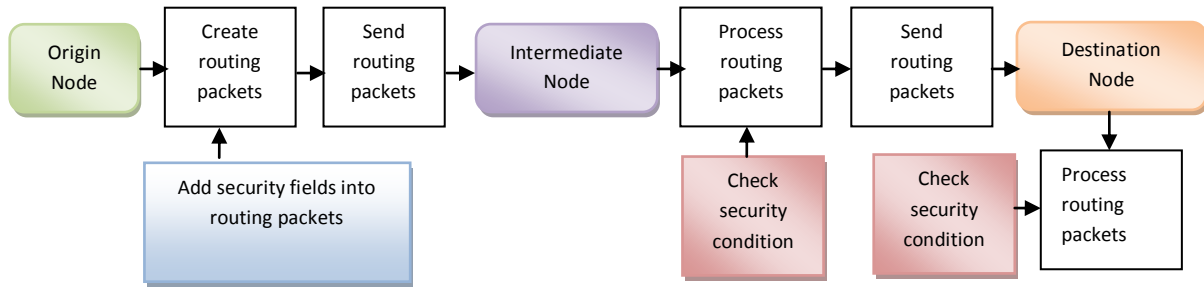 Origin
Node
Create
routing
packets
Send
routing
packets
Intermediate
Node
Process
routing
packets
Send
routing
packets
Destination
Node
Add security fields into
routing packets
Check
security
condition
Check
security
condition
Process
routing
packets